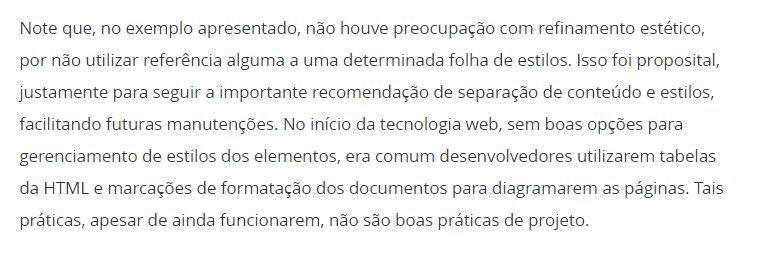 Note que, no exemplo apresentado, não houve preocupação com refinamento estético,
por não utilizar referência alguma a uma determinada folha de estilos. Isso foi proposital,
justamente para seguir a importante recomendação de separação de conteúdo e estilos,
facilitando futuras manutenções. No início da tecnologia web, sem boas opções para
gerenciamento de estilos dos elementos, era comum desenvolvedores utilizarem tabelas
da HTML e marcações de formatação dos documentos para diagramarem as páginas. Tais
práticas, apesar de ainda funcionarem, não são boas práticas de projeto.